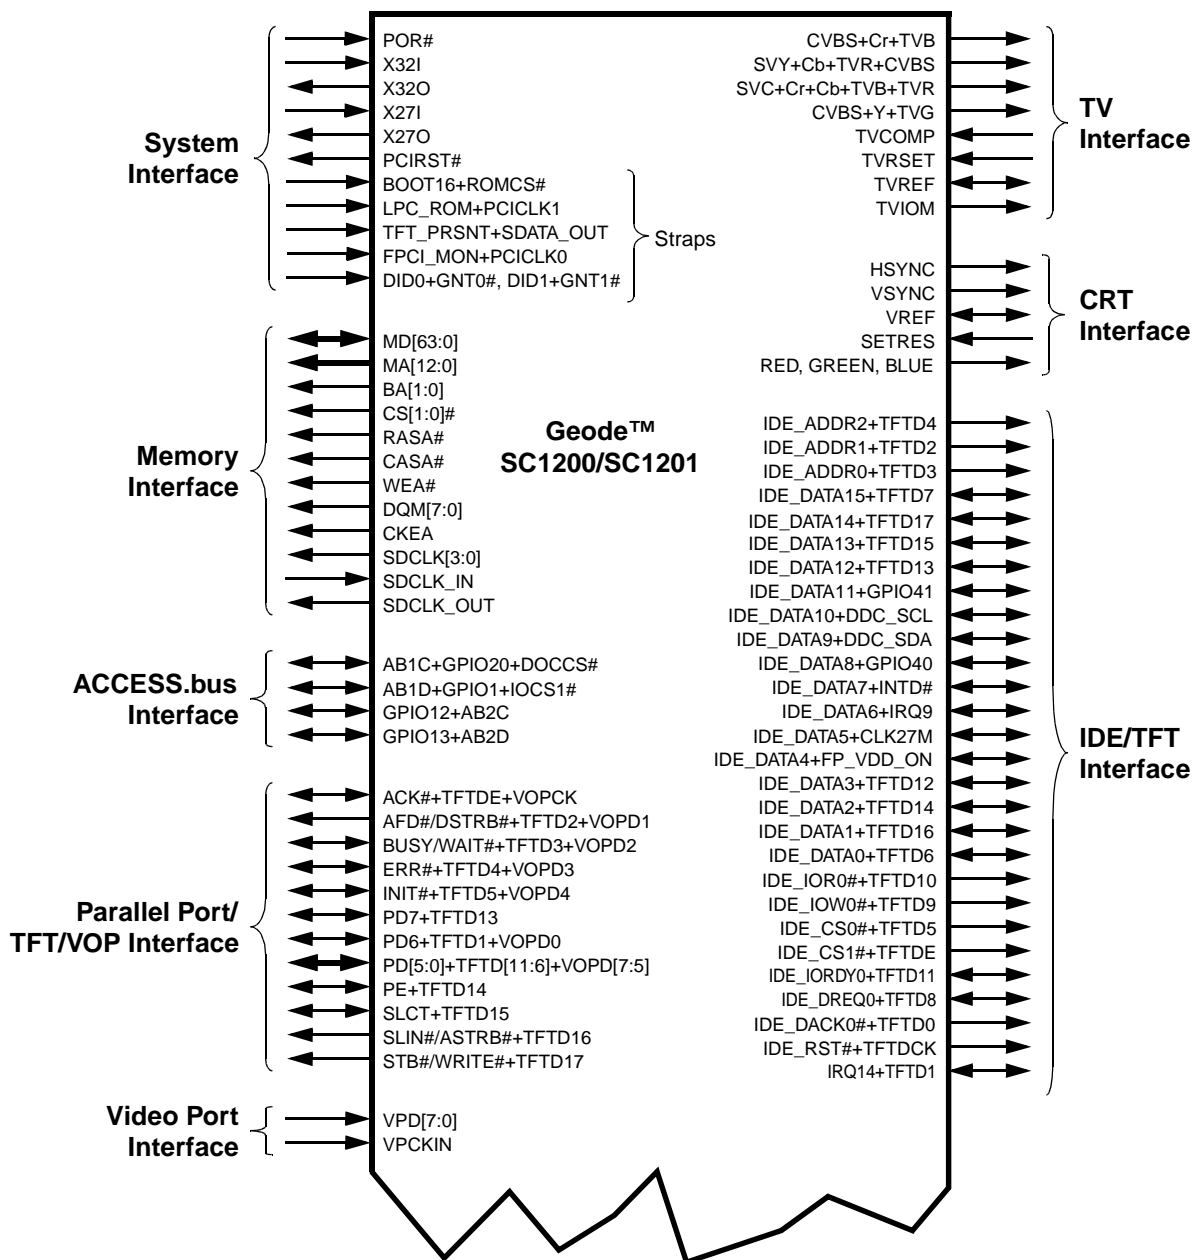 System
Interface
POR#
X32I
X32O
X27I
X27O
PCIRST#
BOOT16+ROMCS#
LPC_ROM+PCICLK1
TFT_PRSNT+SDATA_OUT
FPCI_MON+PCICLK0
DID0+GNT0#, DID1+GNT1#
Straps
Memory
Interface
MD[63:0]
MA[12:0]
BA[1:0]
CS[1:0]#
RASA#
CASA#
WEA#
DQM[7:0]
CKEA
SDCLK[3:0]
SDCLK_IN
SDCLK_OUT
ACCESS.bus
Interface
AB1C+GPIO20+DOCCS#
AB1D+GPIO1+IOCS1#
GPIO12+AB2C
GPIO13+AB2D
Parallel Port/
TFT/VOP Interface
ACK#+TFTDE+VOPCK
AFD#/DSTRB#+TFTD2+VOPD1
BUSY/WAIT#+TFTD3+VOPD2
ERR#+TFTD4+VOPD3
INIT#+TFTD5+VOPD4
PD7+TFTD13
PD6+TFTD1+VOPD0
PD[5:0]+TFTD[11:6]+VOPD[7:5]
PE+TFTD14
SLCT+TFTD15
SLIN#/ASTRB#+TFTD16
STB#/WRITE#+TFTD17
Video Port
Interface
VPD[7:0]
VPCKIN
Geode™
SC1200/SC1201
CVBS+Cr+TVB
SVY+Cb+TVR+CVBS
SVC+Cr+Cb+TVB+TVR
CVBS+Y+TVG
TVCOMP
TVRSET
TVREF
TVIOM
TV
Interface
HSYNC
VSYNC
VREF
SETRES
RED, GREEN, BLUE
CRT
Interface
IDE_ADDR2+TFTD4
IDE_ADDR1+TFTD2
IDE_ADDR0+TFTD3
IDE_DATA15+TFTD7
IDE_DATA14+TFTD17
IDE_DATA13+TFTD15
IDE_DATA12+TFTD13
IDE_DATA11+GPIO41
IDE_DATA10+DDC_SCL
IDE_DATA9+DDC_SDA
IDE_DATA8+GPIO40
IDE_DATA7+INTD#
IDE_DATA6+IRQ9
IDE_DATA5+CLK27M
IDE_DATA4+FP_VDD_ON
IDE_DATA3+TFTD12
IDE_DATA2+TFTD14
IDE_DATA1+TFTD16
IDE_DATA0+TFTD6
IDE_IOR0#+TFTD10
IDE_IOW0#+TFTD9
IDE_CS0#+TFTD5
IDE_CS1#+TFTDE
IDE_IORDY0+TFTD11
IDE_DREQ0+TFTD8
IDE_DACK0#+TFTD0
IDE_RST#+TFTDCK
IRQ14+TFTD1
IDE/TFT
Interface